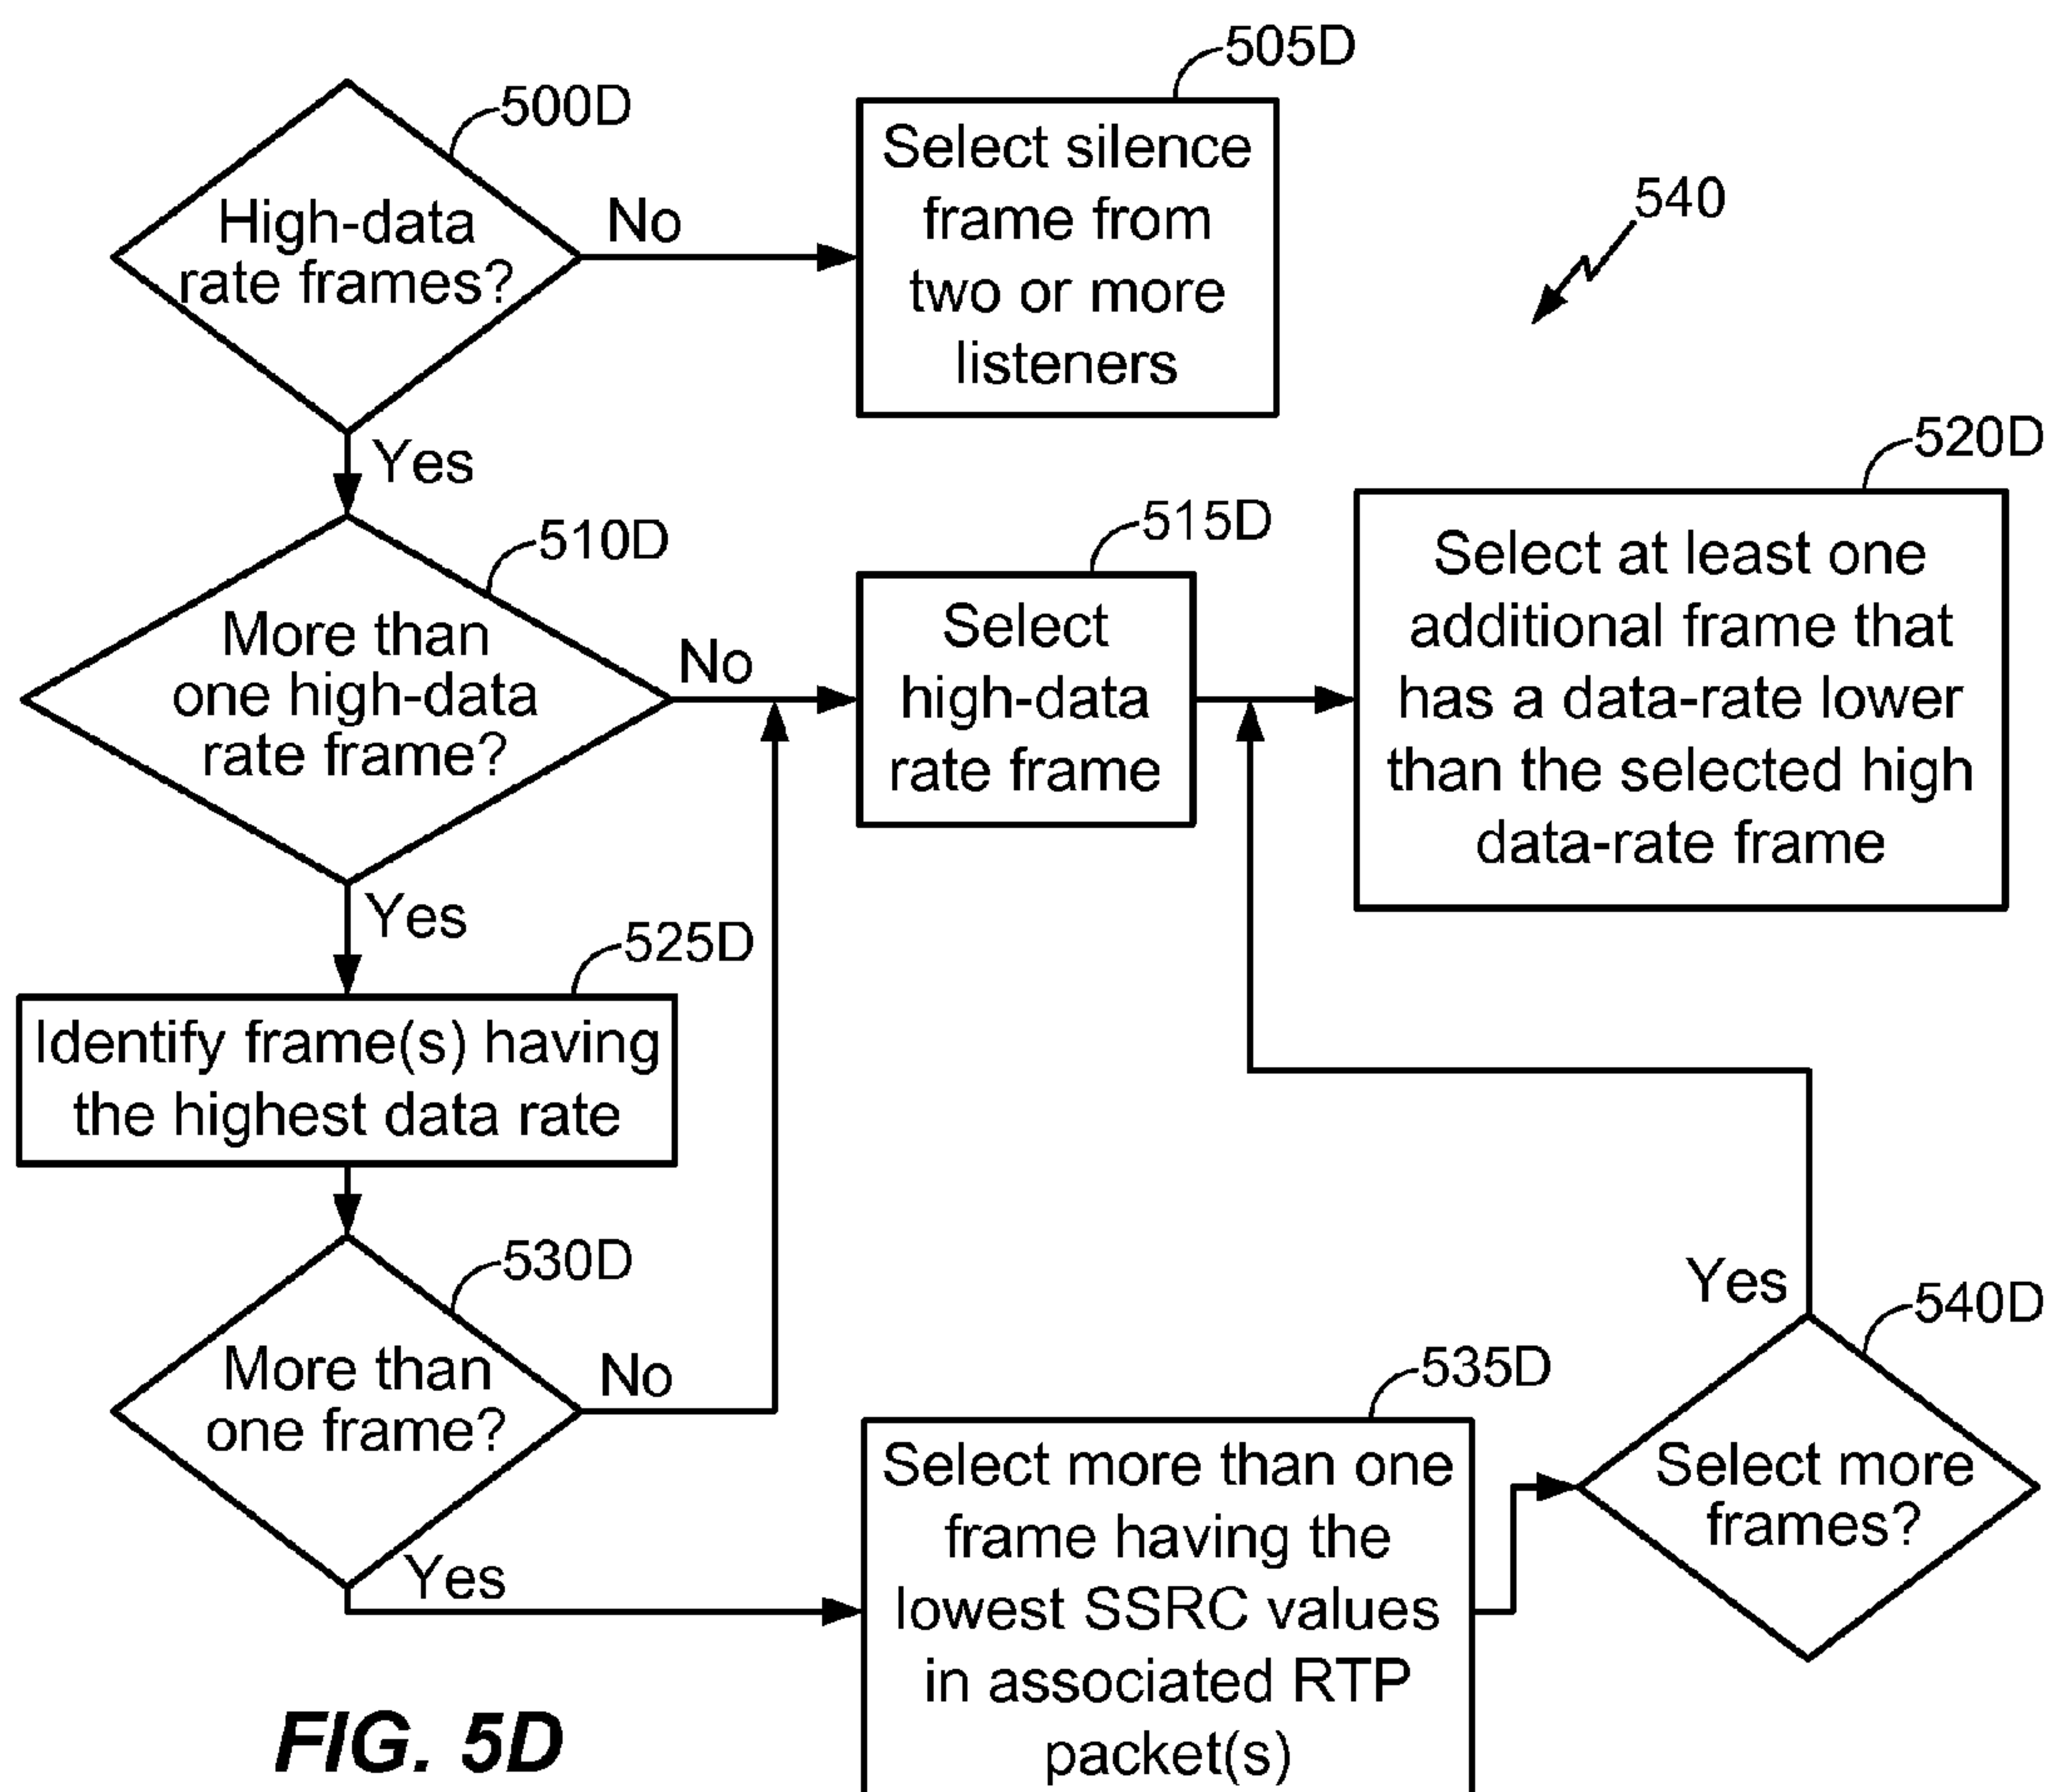 505D
500D
Select silence
frame from
two or more
listeners
High-data
rate frames?
No
540
Yes
520D
510D
515D
More than
one high-data
rate frame?
No
Select
high-data
rate frame
Select at least one
additional frame that
has a data-rate lower
than the selected high
data-rate frame
Yes
525D
Identify frame(s) having
the highest data rate
530D
More than
one frame?
No
Yes
535D
Select more than one
frame having the
lowest SSRC values
in associated RTP
packet(s)
Yes
540D
Select more
frames?
FIG. 5D